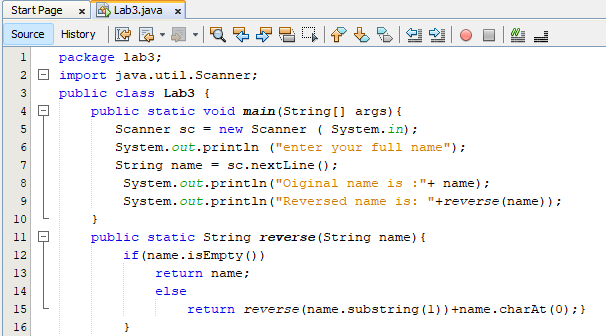 Start Page × Lab3.java ×
Source History
1 package lab3;
2 import java.util.Scanner;
3 public class Lab3 {
4 public static void main(String[] args){
5 Scanner sc = new Scanner ( System.in);
6 System.out.println ("enter your full name");
7 String name = sc.nextLine();
8 System.out.println("Oiginal name is :"+ name);
9 System.out.println("Reversed name is: "+reverse(name));
10 }
11 public static String reverse(String name){
12 if(name.isEmpty())
13 return name;
14 else
15 return reverse(name.substring(1))+name.charAt(0);}
16 }